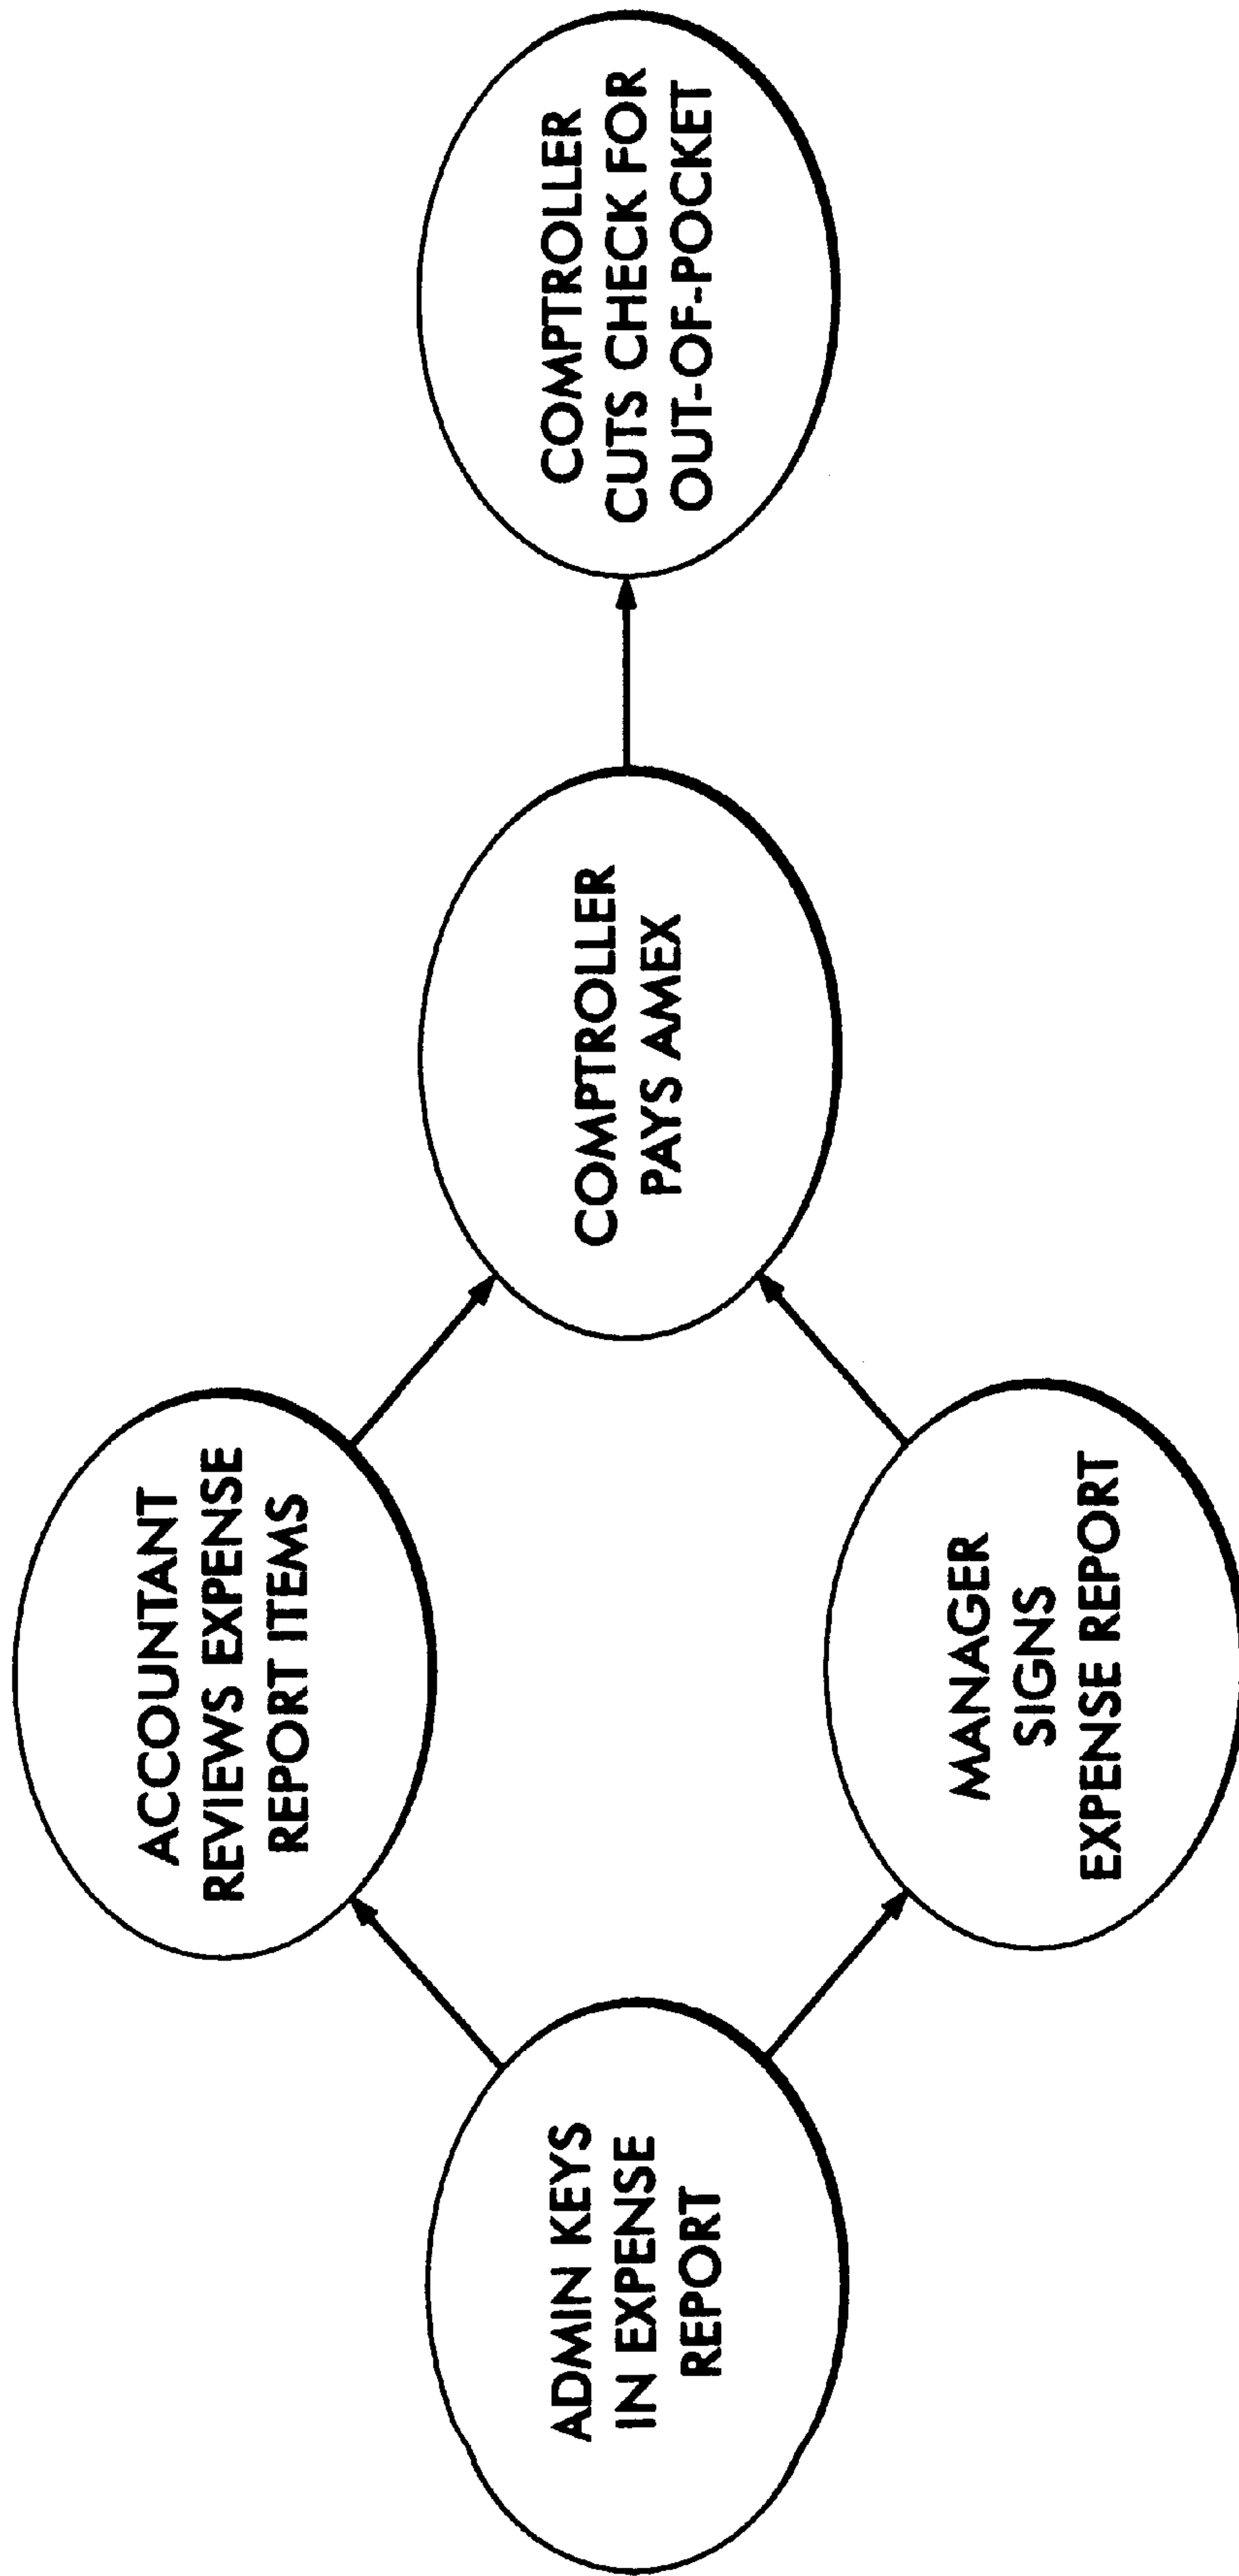 ADMIN KEYS
IN EXPENSE
REPORT
ACCOUNTANT
REVIEWS EXPENSE
REPORT ITEMS
MANAGER
SIGNS
EXPENSE REPORT
COMPTROLLER
PAYS AMEX
COMPTROLLER
CUTS CHECK FOR
OUT-OF-POCKET